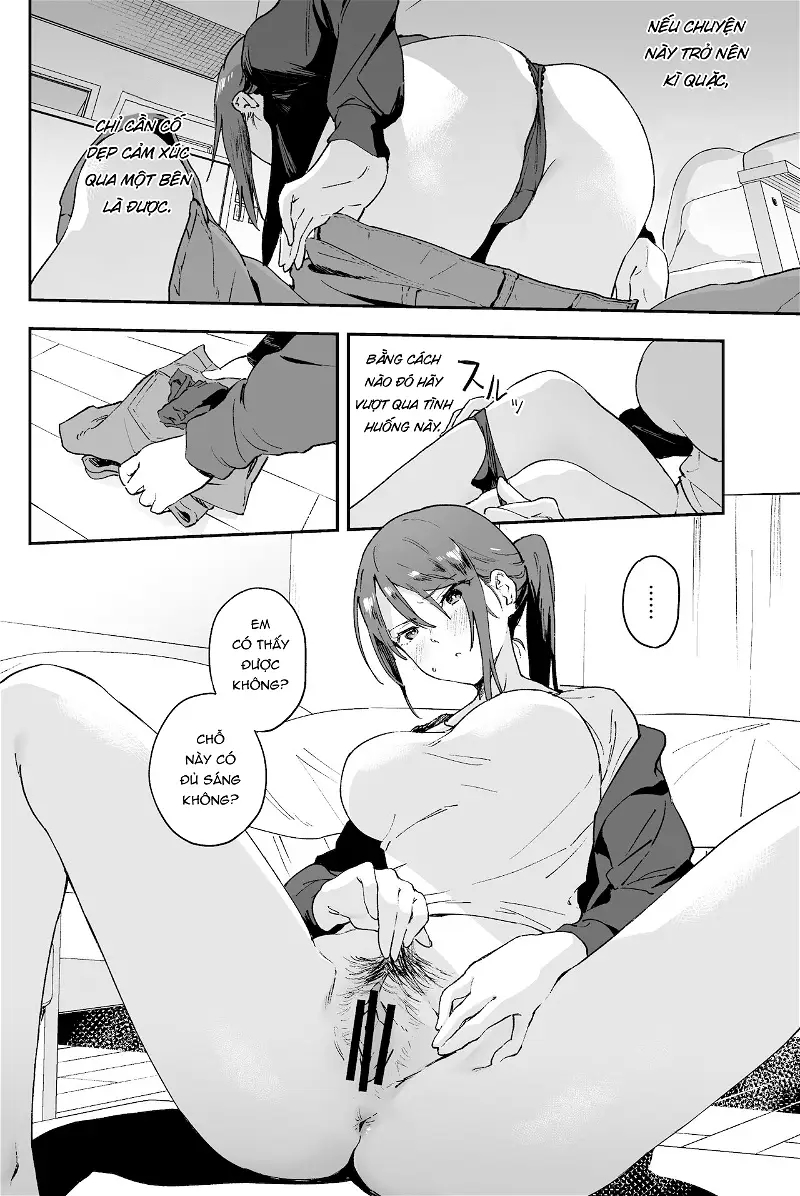 NẾU CHUYỆN
NÀY TRỞ NÊN
KÌ QUẶC,
CHỈ CẦN CỐ
DẸP CẢM XÚC
QUA MỘT BÊN
LÀ ĐƯỢC.
BẰNG CÁCH
NÀO ĐÓ HÃY
VƯỢT QUA TÌNH
HUỐNG NÀY.
スルッ
......
EM
CÓ THẤY
ĐƯỢC
KHÔNG?
CHỖ
NÀY CÓ
ĐỦ SÁNG
KHÔNG?